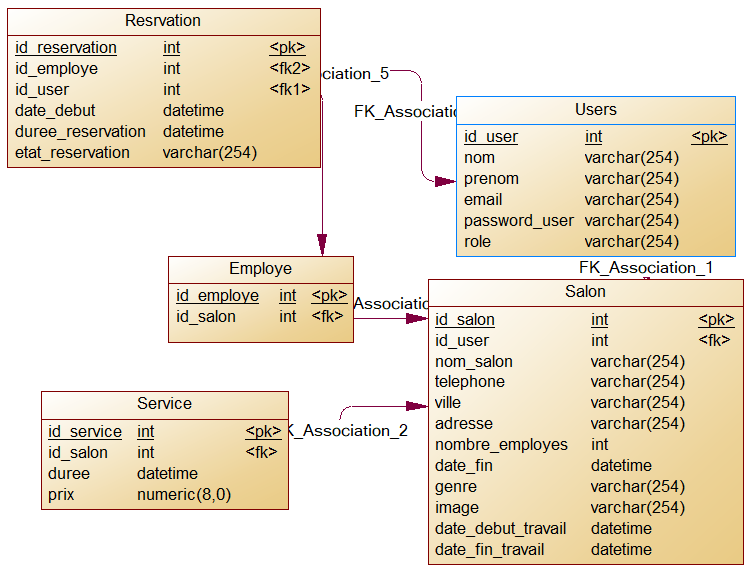 Resrvation
id_reservation int <pk>
id_employe int <fk2>
id_user int <fk1>
date_debut datetime
duree_reservation datetime
etat_reservation varchar(254)
ciation_5
FK_Associatio
Users
id_user int <pk>
nom varchar(254)
prenom varchar(254)
email varchar(254)
password_user varchar(254)
role varchar(254)
FK_Association_1
Employe
id_employe int <pk>
id_salon int <fk>
Association
Salon
id_salon int <pk>
id_user int <fk>
nom_salon varchar(254)
telephone varchar(254)
ville varchar(254)
adresse varchar(254)
nombre_employes int
date_fin datetime
genre varchar(254)
image varchar(254)
date_debut_travail datetime
date_fin_travail datetime
Service
id_service int <pk>
id_salon int <fk>
duree datetime
prix numeric(8,0)
K_Association_2